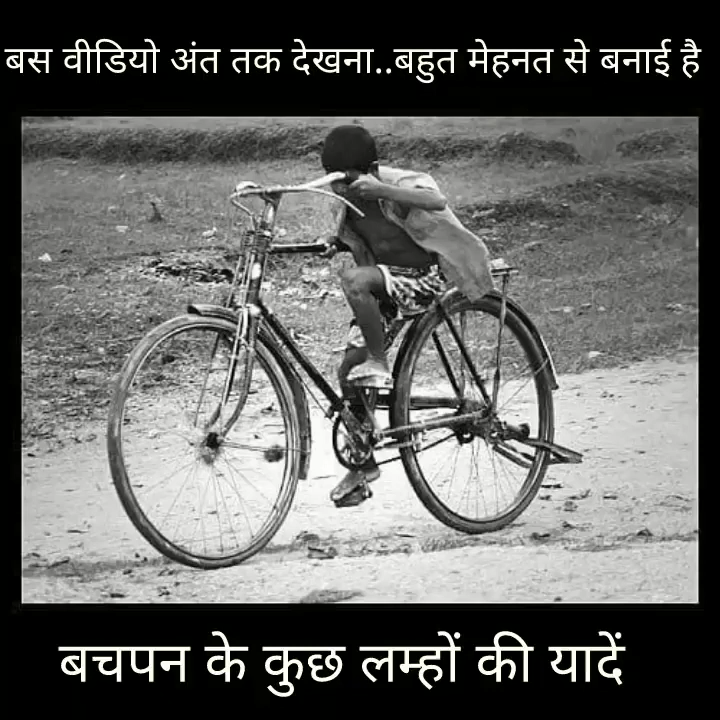 बस वीडियो अंत तक देखना..बहुत मेहनत से बनाई है
बचपन के कुछ लम्हों की यादें